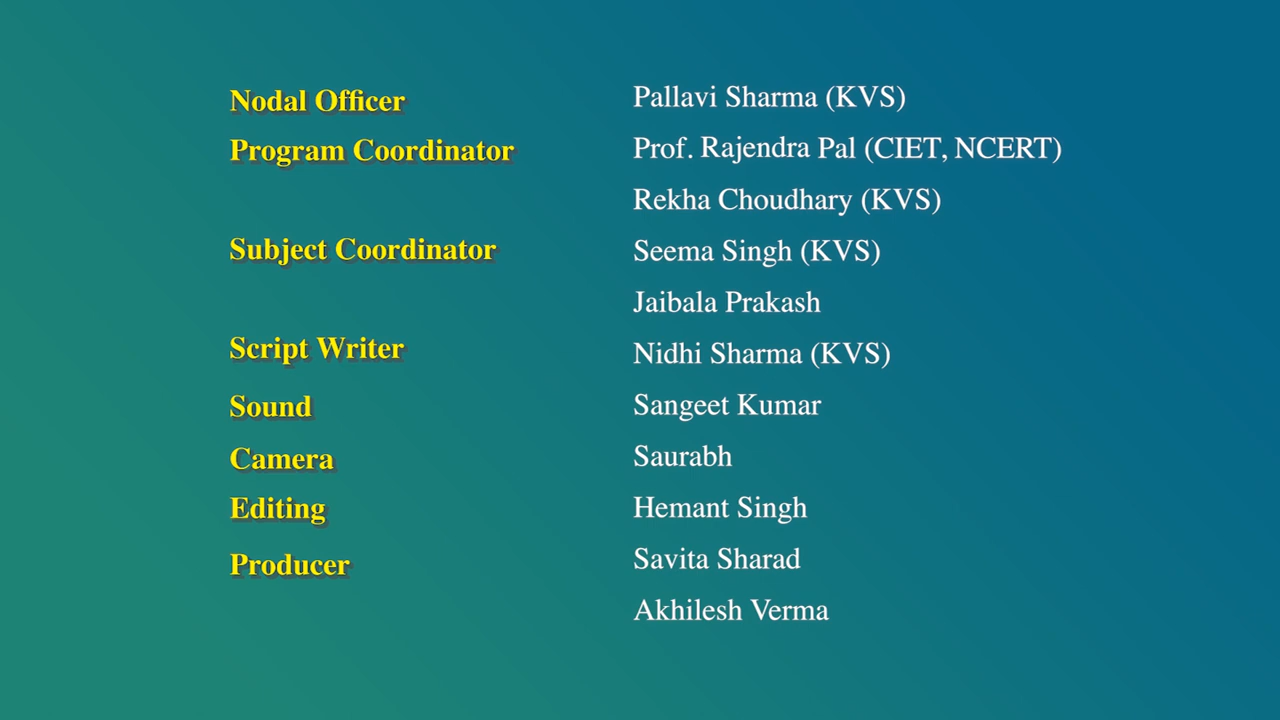 Nodal Officer Pallavi Sharma (KVS)
Program Coordinator Prof. Rajendra Pal (CIET, NCERT)
Rekha Choudhary (KVS)
Subject Coordinator Seema Singh (KVS)
Jaibala Prakash
Script Writer Nidhi Sharma (KVS)
Sound Sangeet Kumar
Camera Saurabh
Editing Hemant Singh
Producer Savita Sharad
Akhilesh Verma